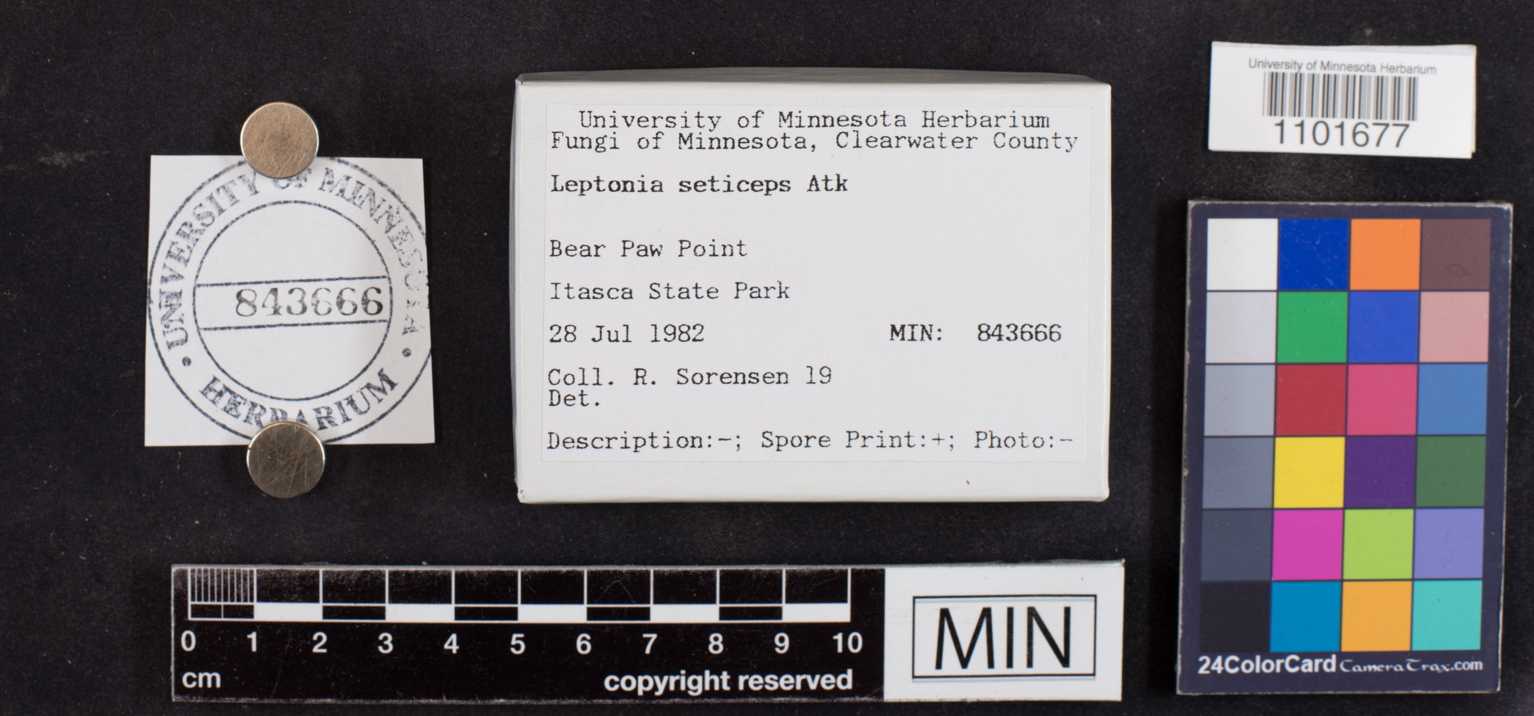 University of Minnesota Herbarium
Fungi of Minnesota, Clearwater County
Leptonia seticeps Atk
Bear Paw Point
Itasca State Park
28 Jul 1982 MIN: 843666
Coll. R. Sorensen 19
Det.
Description:-; Spore Print:+; Photo:-
UNIVERSITY OF MINNESOTA
843666
HERBARIUM
University of Minnesota Herbarium
1101677
0 1 2 3 4 5 6 7 8 9 10
cm
copyright reserved
MIN
24ColorCard CameraTrax.com